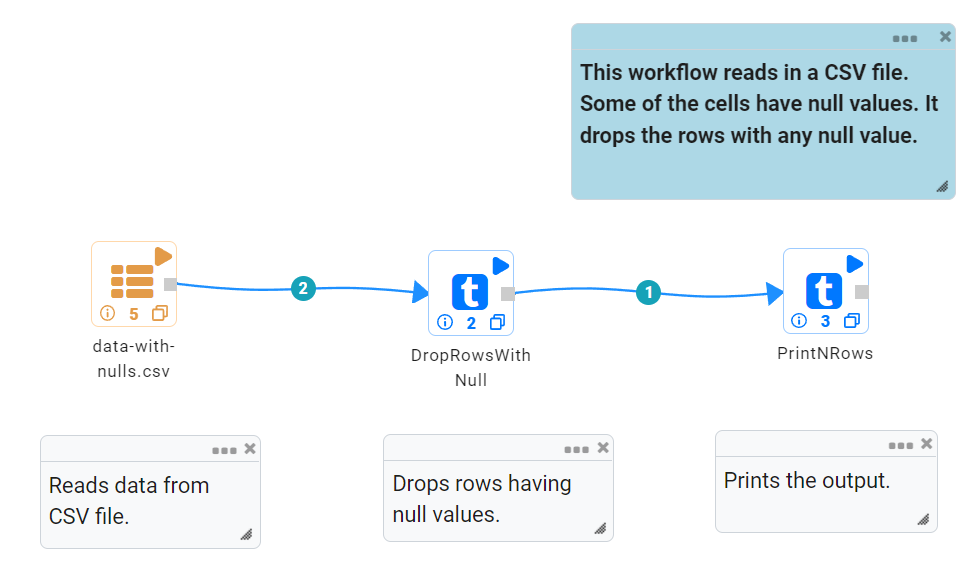 This workflow reads in a CSV file.
Some of the cells have null values. It
drops the rows with any null value.
2
1
5
2
3
data-with-
nulls.csv
DropRowsWith
Null
PrintNRows
Reads data from
CSV file.
Drops rows having
null values.
Prints the output.